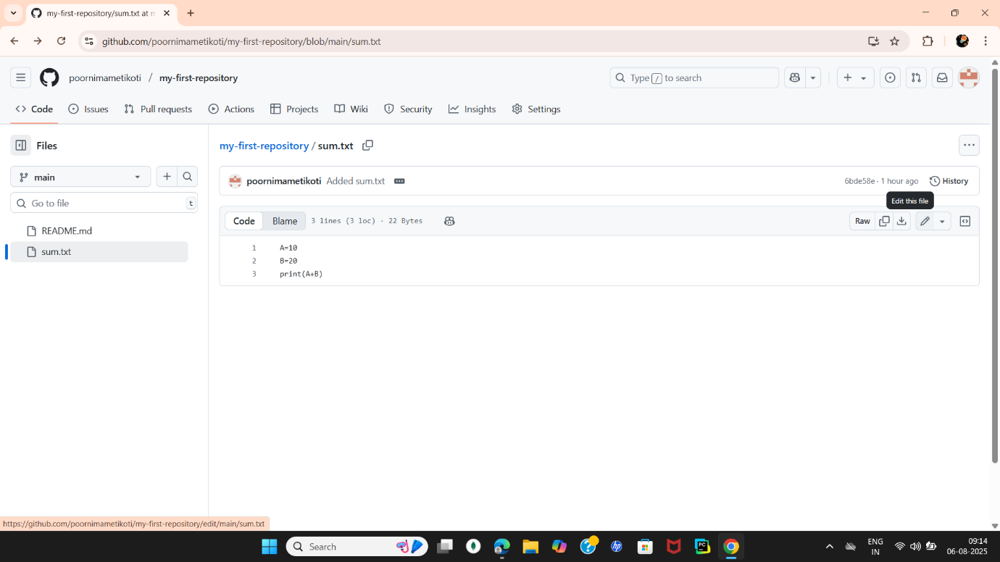 my-first-repository/sum.txt at m
github.com/poornimametikoti/my-first-repository/blob/main/sum.txt
poornimametikoti / my-first-repository
Type / to search
Code Issues Pull requests Actions Projects Wiki Security Insights Settings
Files
my-first-repository / sum.txt
main
poornimametikoti Added sum.txt
6bde58e · 1 hour ago History
Go to file t
Edit this file
Code Blame 3 lines (3 loc) · 22 Bytes
Raw
README.md
sum.txt
1 A=10
2 B=20
3 print(A+B)
https://github.com/poornimametikoti/my-first-repository/edit/main/sum.txt
Search
ENG
IN
09:14
06-08-2025